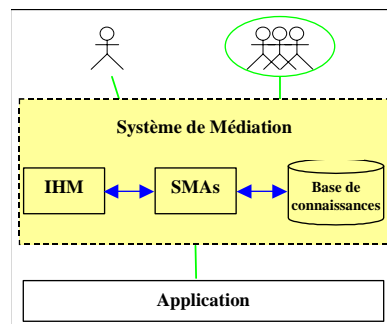 Système de Médiation
IHM
SMAs
Base de
connaissances
Application